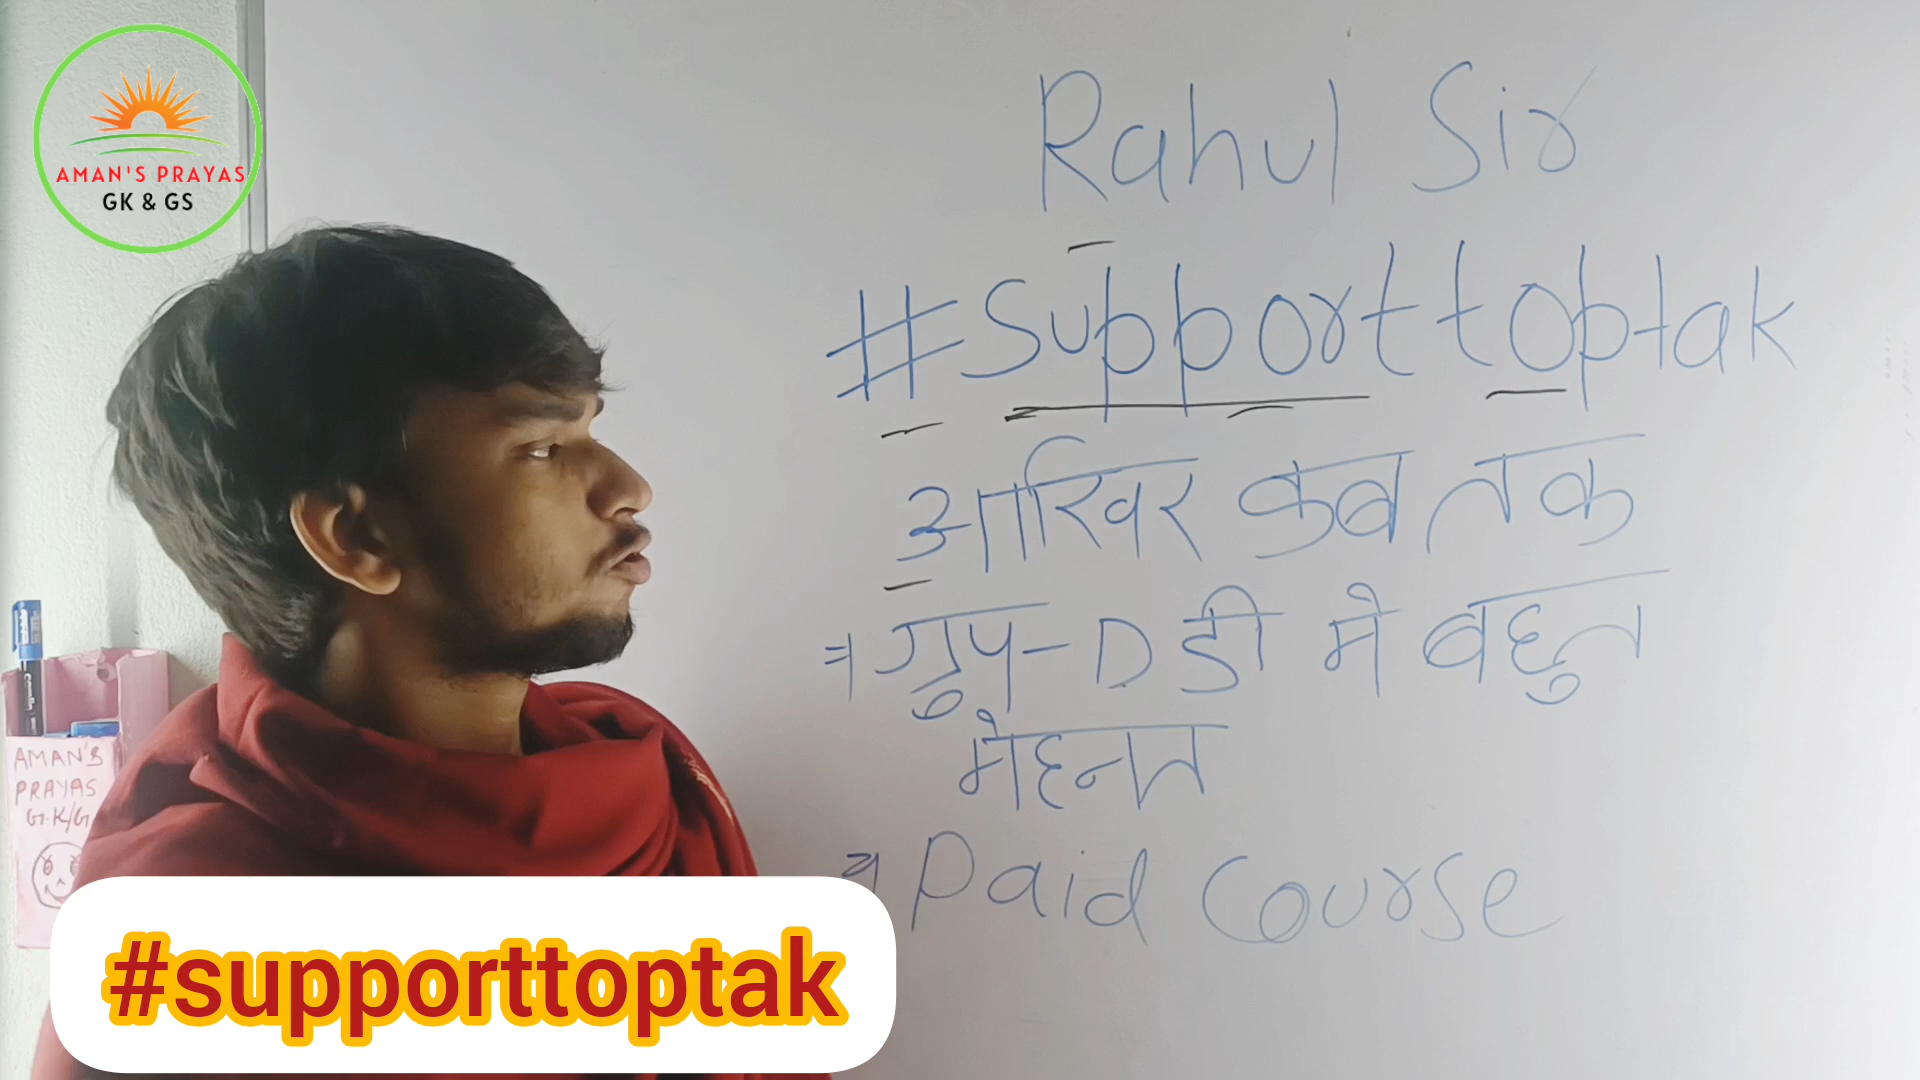 AMAN'S PRAYAS
GK & GS
Rahul Sir
#Supporttoptak
आखिर कब तक
⇒ ग्रुप-D डी मे बहुत
मेहनत
⇒ Paid Course
AMAN'S
PRAYAS
G.K/G
#supporttoptak